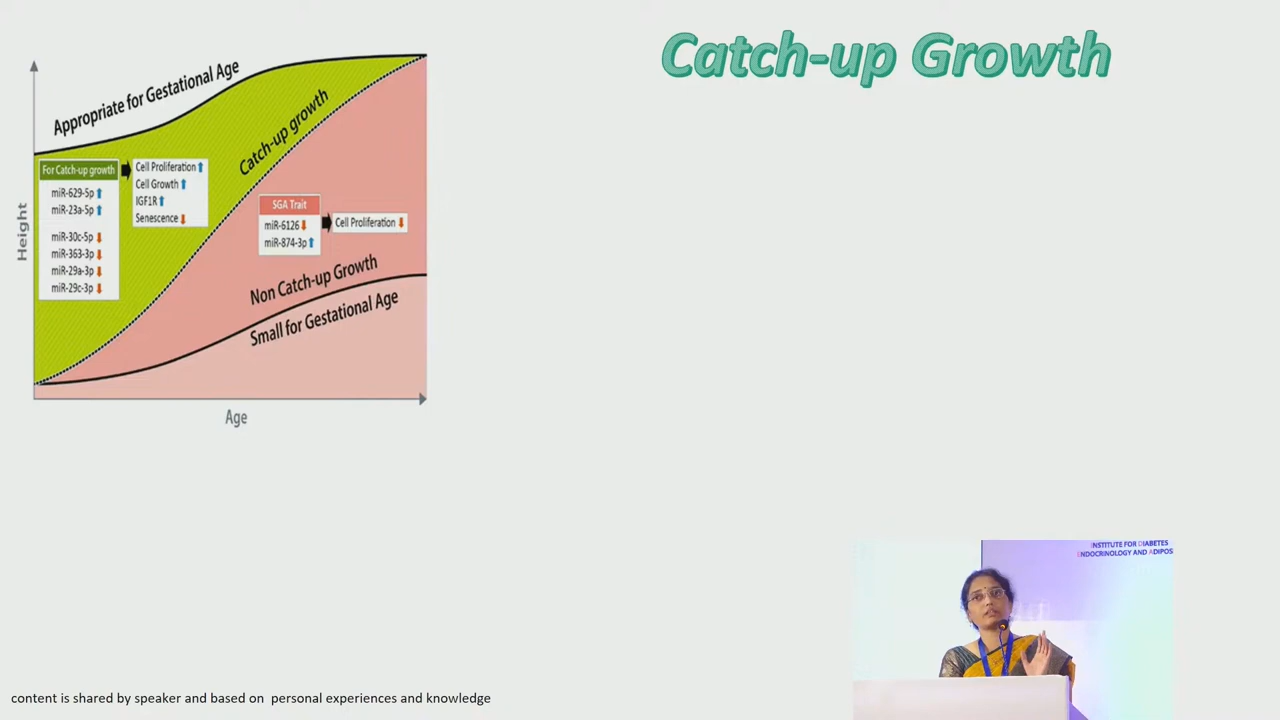 Catch-up Growth
Appropriate for Gestational Age
Catch-up growth
For Catch-up growth
miR-629-5p
miR-23a-5p
miR-30c-5p
miR-363-3p
miR-29a-3p
miR-29c-3p
Cell Proliferation
Cell Growth
IGF1R
Senescence
SGA Trait
miR-6126
miR-874-3p
Cell Proliferation
Non Catch-up Growth
Small for Gestational Age
Height
Age
INSTITUTE FOR DIABETES
ENDOCRINOLOGY AND ADIPOS
content is shared by speaker and based on personal experiences and knowledge